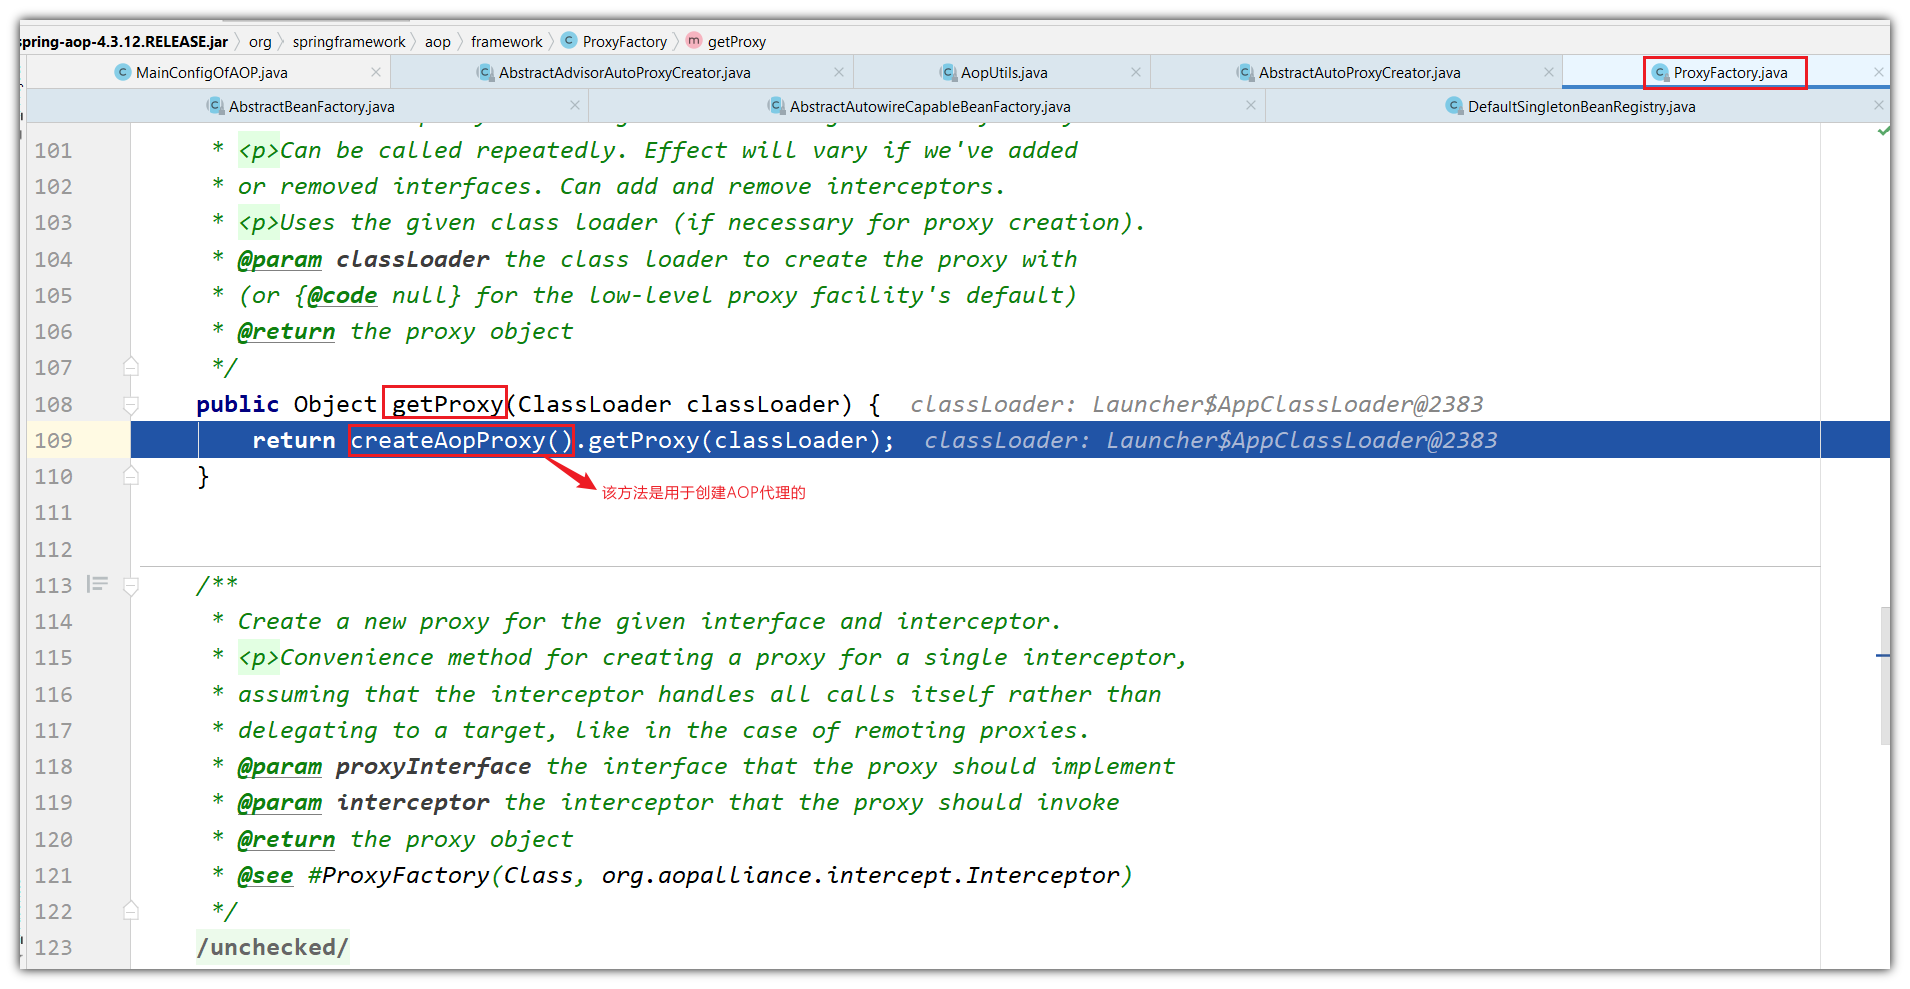 spring-aop-4.3.12.RELEASE.jar org springframework aop framework ProxyFactory getProxy
MainConfigOfAOP.java AbstractAdvisorAutoProxyCreator.java AopUtils.java AbstractAutoProxyCreator.java ProxyFactory.java
AbstractBeanFactory.java AbstractAutowireCapableBeanFactory.java DefaultSingletonBeanRegistry.java
101 * <p>Can be called repeatedly. Effect will vary if we've added
102 * or removed interfaces. Can add and remove interceptors.
103 * <p>Uses the given class loader (if necessary for proxy creation).
104 * @param classLoader the class loader to create the proxy with
105 * (or {@code null} for the low-level proxy facility's default)
106 * @return the proxy object
107 */
108 public Object getProxy(ClassLoader classLoader) { classLoader: Launcher$AppClassLoader@2383
109 return createAopProxy().getProxy(classLoader); classLoader: Launcher$AppClassLoader@2383
110 }
该方法是用于创建AOP代理的
111
112
113 /**
114 * Create a new proxy for the given interface and interceptor.
115 * <p>Convenience method for creating a proxy for a single interceptor,
116 * assuming that the interceptor handles all calls itself rather than
117 * delegating to a target, like in the case of remoting proxies.
118 * @param proxyInterface the interface that the proxy should implement
119 * @param interceptor the interceptor that the proxy should invoke
120 * @return the proxy object
121 * @see #ProxyFactory(Class, org.aopalliance.intercept.Interceptor)
122 */
123 /unchecked/